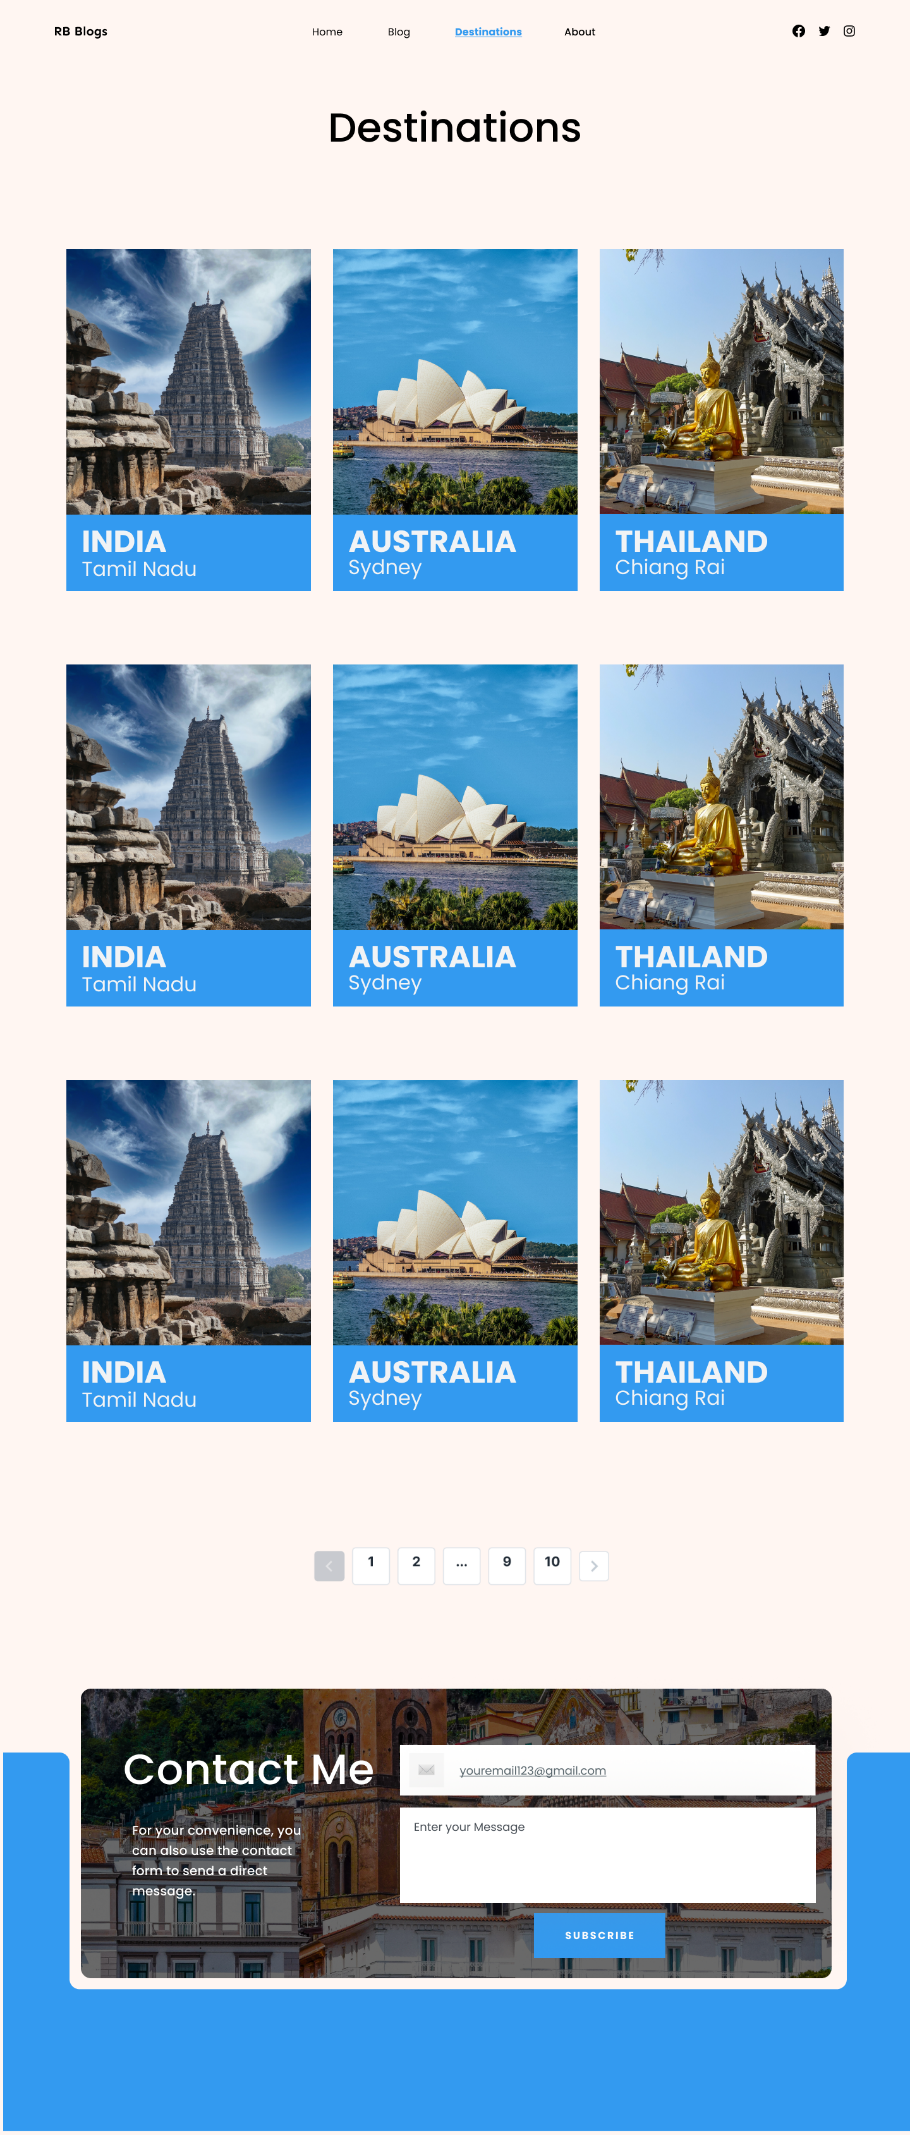 RB Blogs
Home
Blog
Destinations
About
Destinations
INDIA
Tamil Nadu
AUSTRALIA
Sydney
THAILAND
Chiang Rai
INDIA
Tamil Nadu
AUSTRALIA
Sydney
THAILAND
Chiang Rai
INDIA
Tamil Nadu
AUSTRALIA
Sydney
THAILAND
Chiang Rai
1
2
...
9
10
Contact Me
For your convenience, you
can also use the contact
form to send a direct
message.
youremail123@gmail.com
Enter your Message
SUBSCRIBE